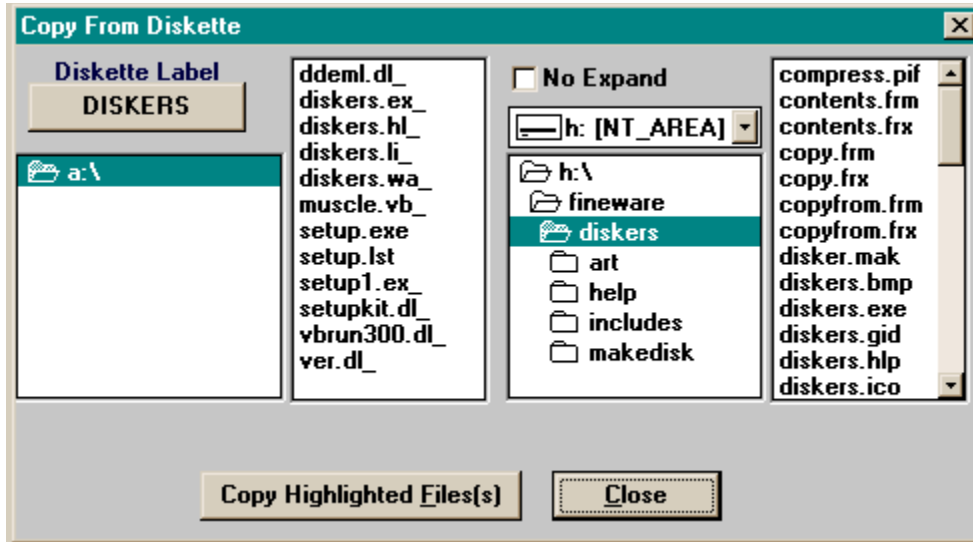 Copy From Diskette
Diskette Label
DISKERS
a:\
ddeml.dl_
diskers.ex_
diskers.hl_
diskers.li_
diskers.wa_
muscle.vb_
setup.exe
setup.lst
setup1.ex_
setupkit.dl_
vbrun300.dl_
ver.dl_
No Expand
h: [NT_AREA]
h:\
fineware
diskers
art
help
includes
makedisk
compress.pif
contents.frm
contents.frx
copy.frm
copy.frx
copyfrom.frm
copyfrom.frx
disker.mak
diskers.bmp
diskers.exe
diskers.gid
diskers.hlp
diskers.ico
Copy Highlighted Files(s)
Close